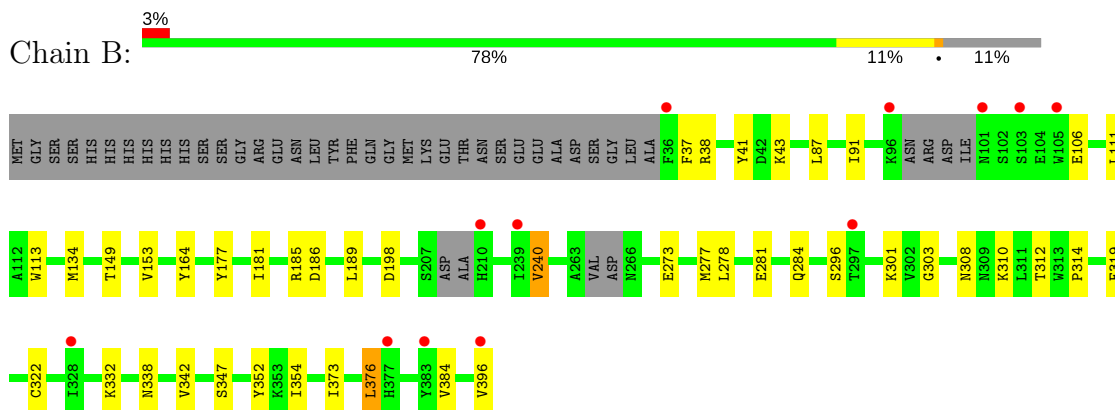 3%
Chain B:
78% 11% • 11%
MET GLY SER SER HIS HIS HIS HIS HIS HIS SER SER GLY ARG GLU ASN LEU TYR PHE GLN GLY MET LYS GLU THR ASN SER GLU GLU ALA ASP SER GLY LEU ALA F36 F37 R38 Y41 D42 K43 L87 I91 K96 ASN ARG ASP ILE N101 S102 S103 E104 W105 E106 L111
A112 W113 M134 T149 V153 Y164 Y177 I181 R185 D186 L189 D198 S207 ASP ALA H210 I239 V240 A263 VAL ASP N266 E273 M277 L278 E281 Q284 S296 T297 K301 V302 G303 N308 N309 K310 L311 T312 W313 P314
C322 I328 K332 N338 V342 S347 Y352 K353 I354 I373 L376 H377 Y383 V384 V396